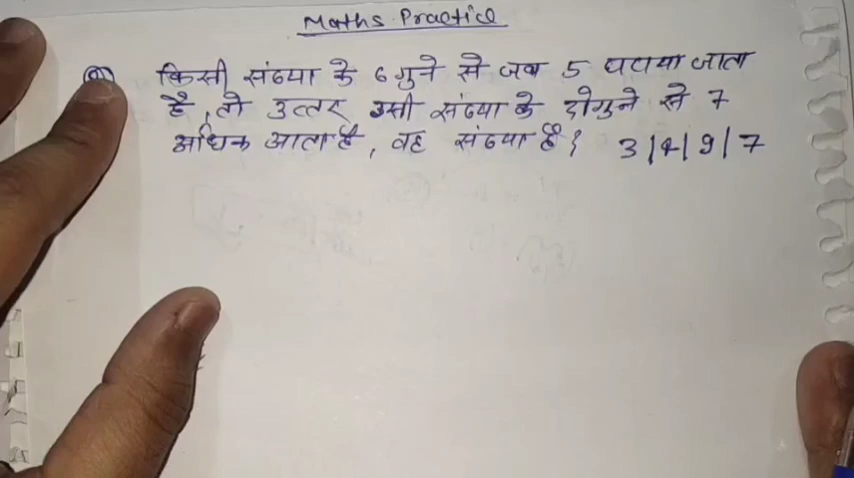 Maths Practice
किसी संख्या के 6 गुने से जब 5 घटाया जाता
है, तो उत्तर उसी संख्या के दोगुने से 7
अधिक आता है, वह संख्या है? 3/4/9/7